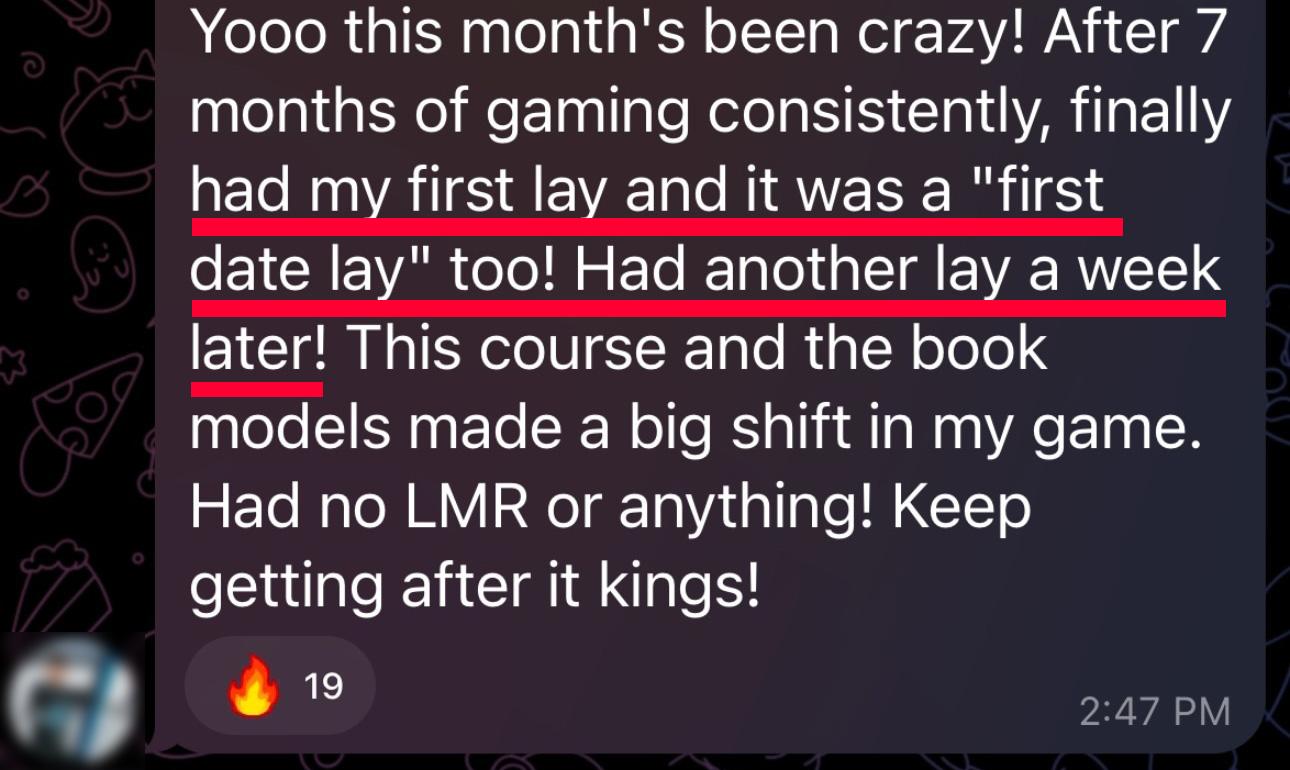 Yooo this month's been crazy! After 7
months of gaming consistently, finally
had my first lay and it was a "first
date lay" too! Had another lay a week
later! This course and the book
models made a big shift in my game.
Had no LMR or anything! Keep
getting after it kings!
🔥 19
2:47 PM